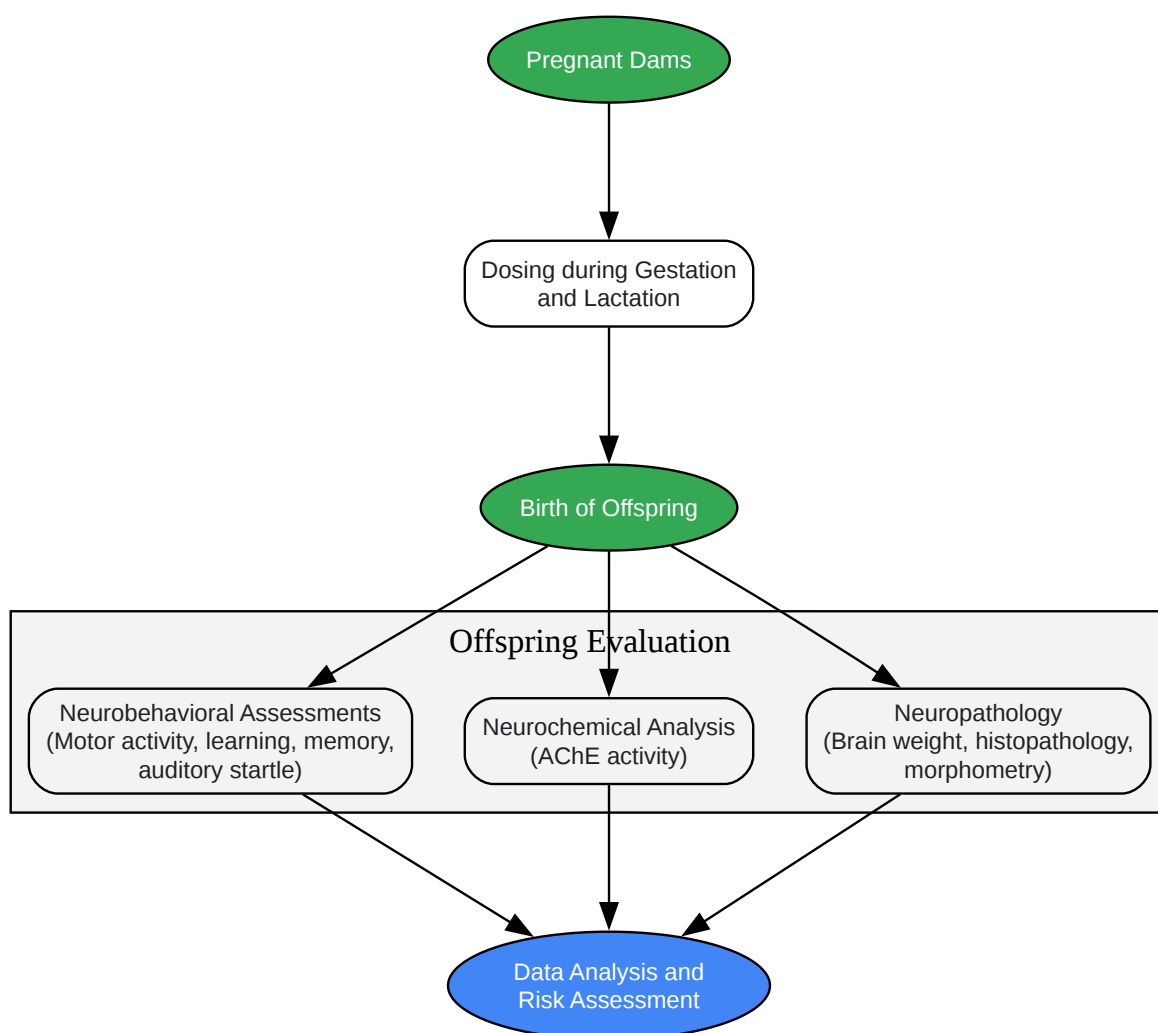 Pregnant Dams
Dosing during Gestation
and Lactation
Birth of Offspring
Offspring Evaluation
Neurobehavioral Assessments
(Motor activity, learning, memory,
auditory startle)
Neurochemical Analysis
(AChE activity)
Neuropathology
(Brain weight, histopathology,
morphometry)
Data Analysis and
Risk Assessment